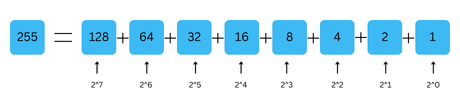 255 = 128 + 64 + 32 + 16 + 8 + 4 + 2 + 1
2^7 2^6 2^5 2^4 2^3 2^2 2^1 2^0